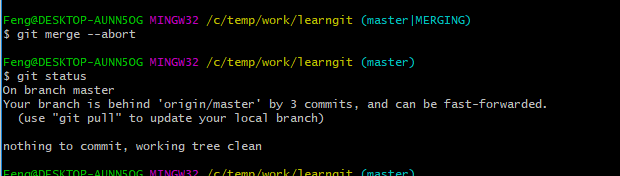 Feng@DESKTOP-AUNN5OG MINGW32 /c/temp/work/learngit (master|MERGING)
$ git merge --abort
Feng@DESKTOP-AUNN5OG MINGW32 /c/temp/work/learngit (master)
$ git status
On branch master
Your branch is behind 'origin/master' by 3 commits, and can be fast-forwarded.
  (use "git pull" to update your local branch)
nothing to commit, working tree clean
Feng@DESKTOP-AUNN5OG MINGW32 /c/temp/work/learngit (master)